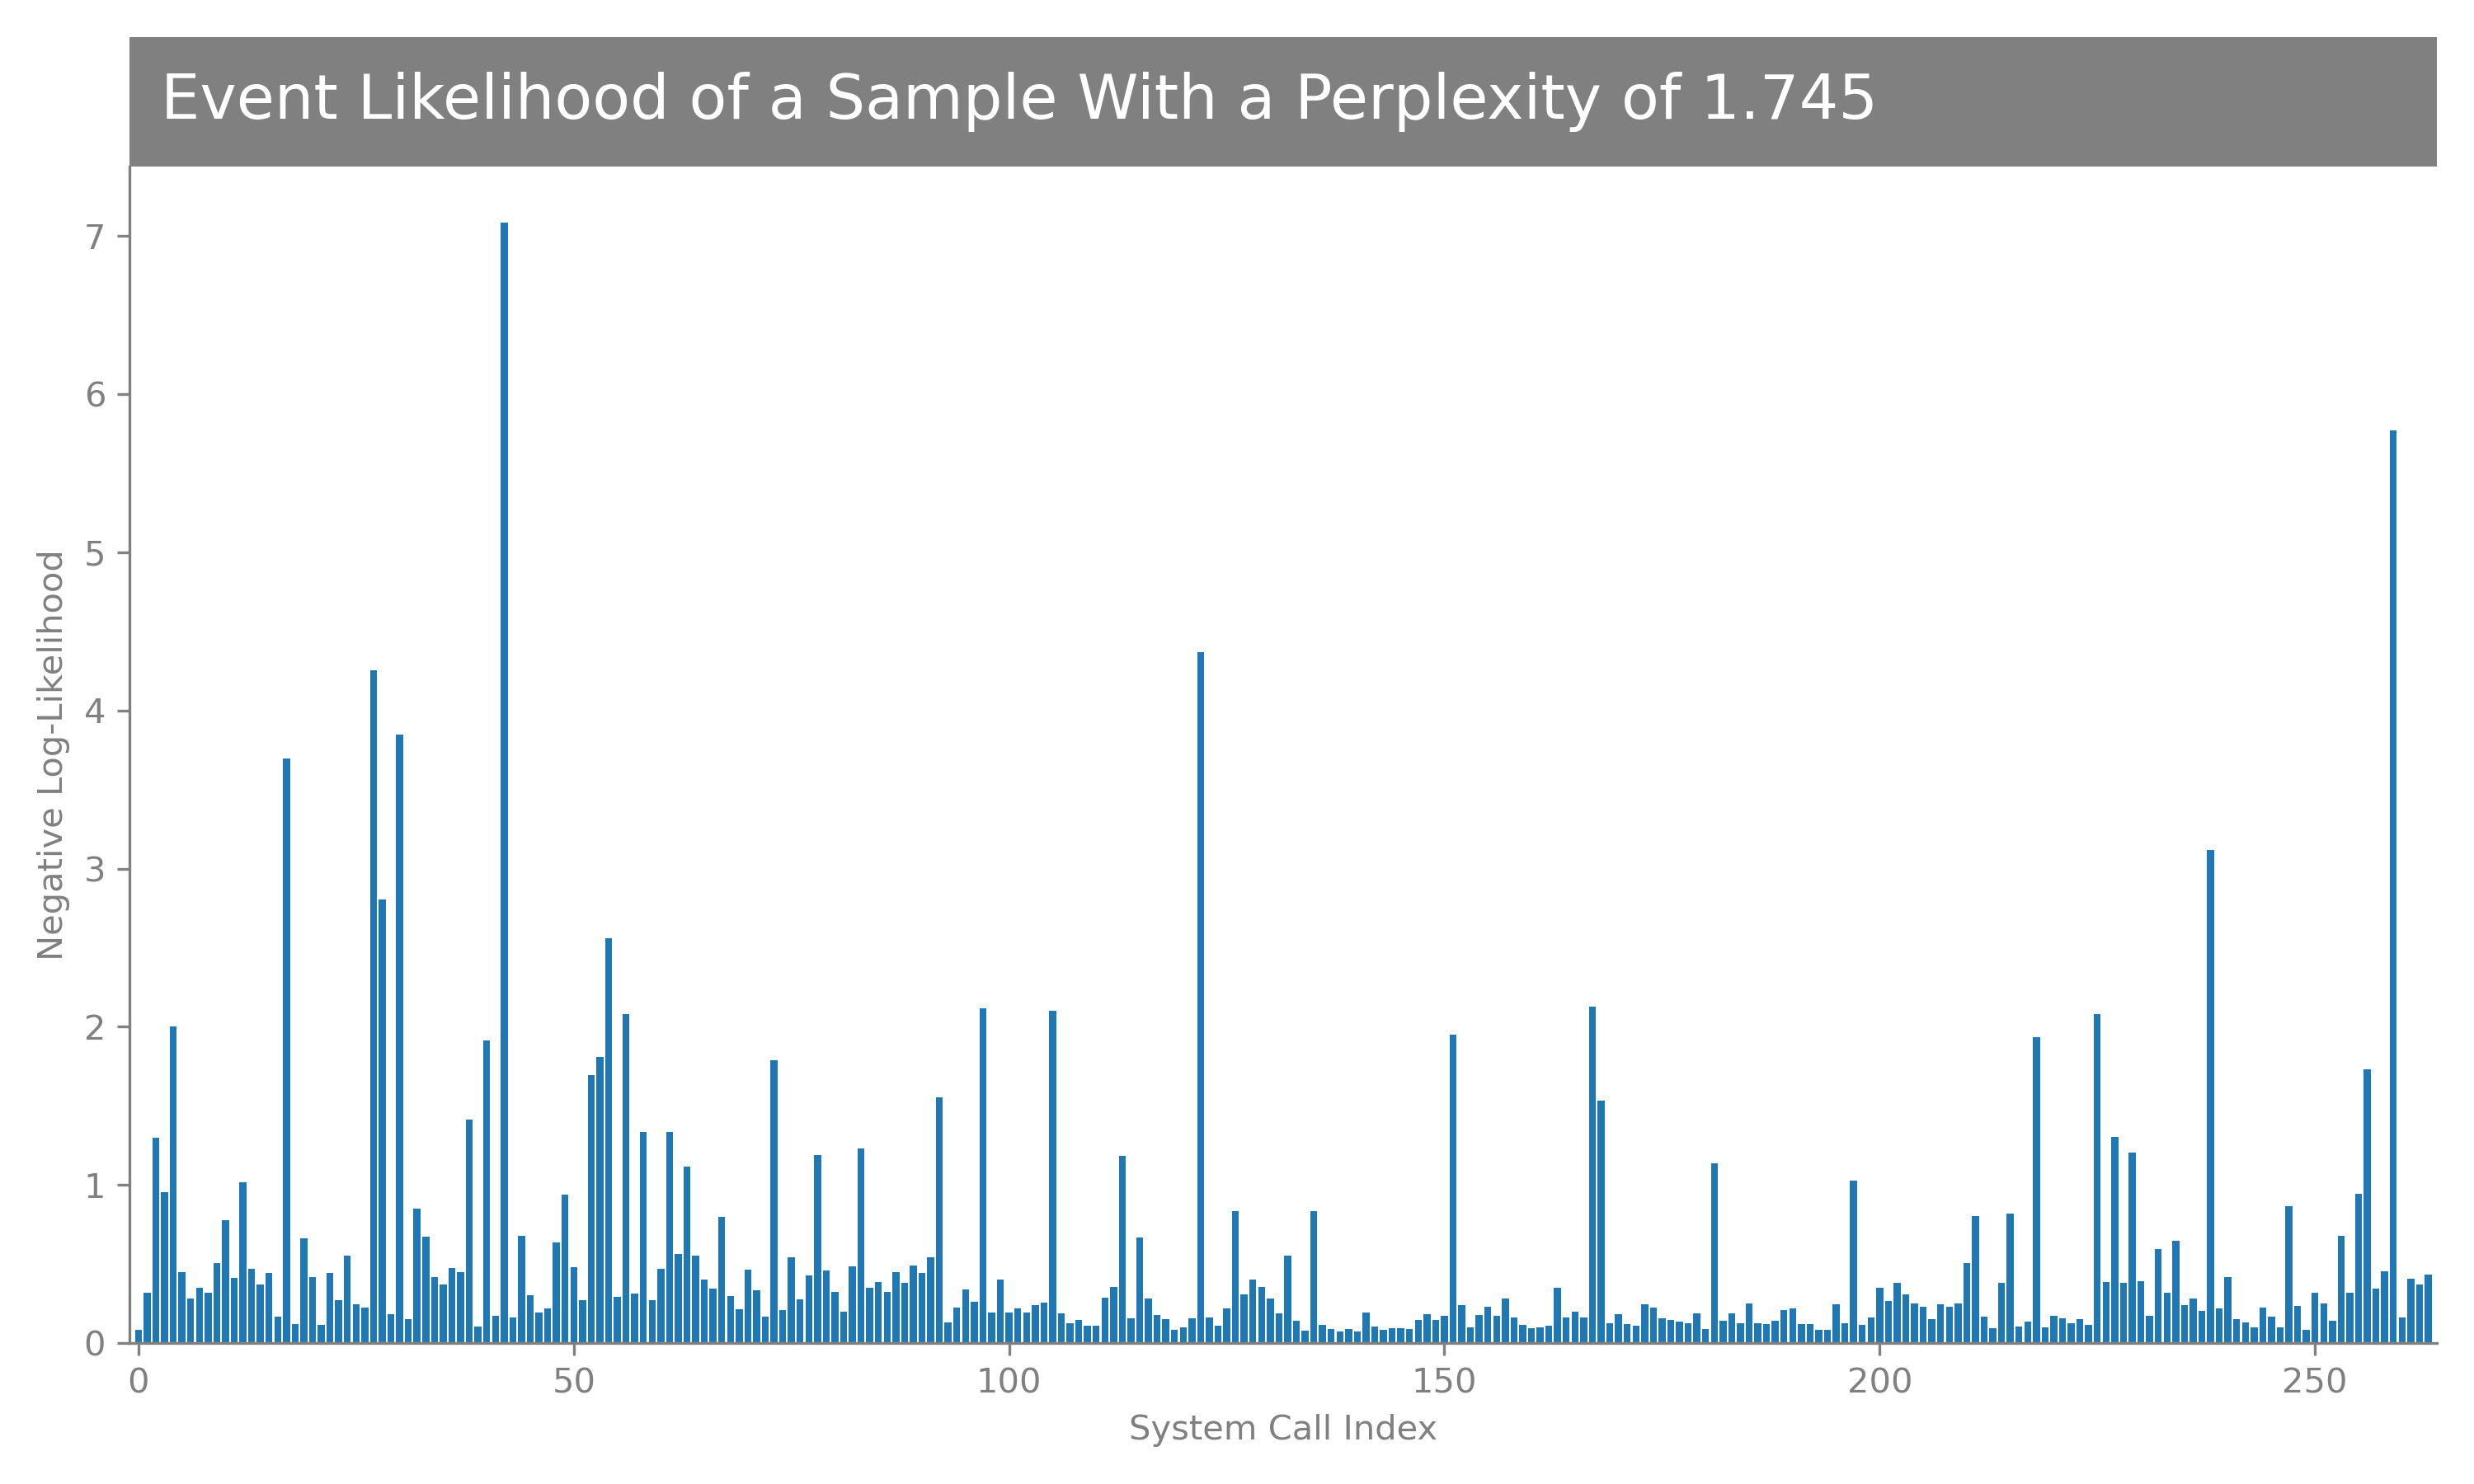 Event Likelihood of a Sample With a Perplexity of 1.745
7
6
5
4
3
2
1
0
Negative Log-Likelihood
0 50 100 150 200 250
System Call Index